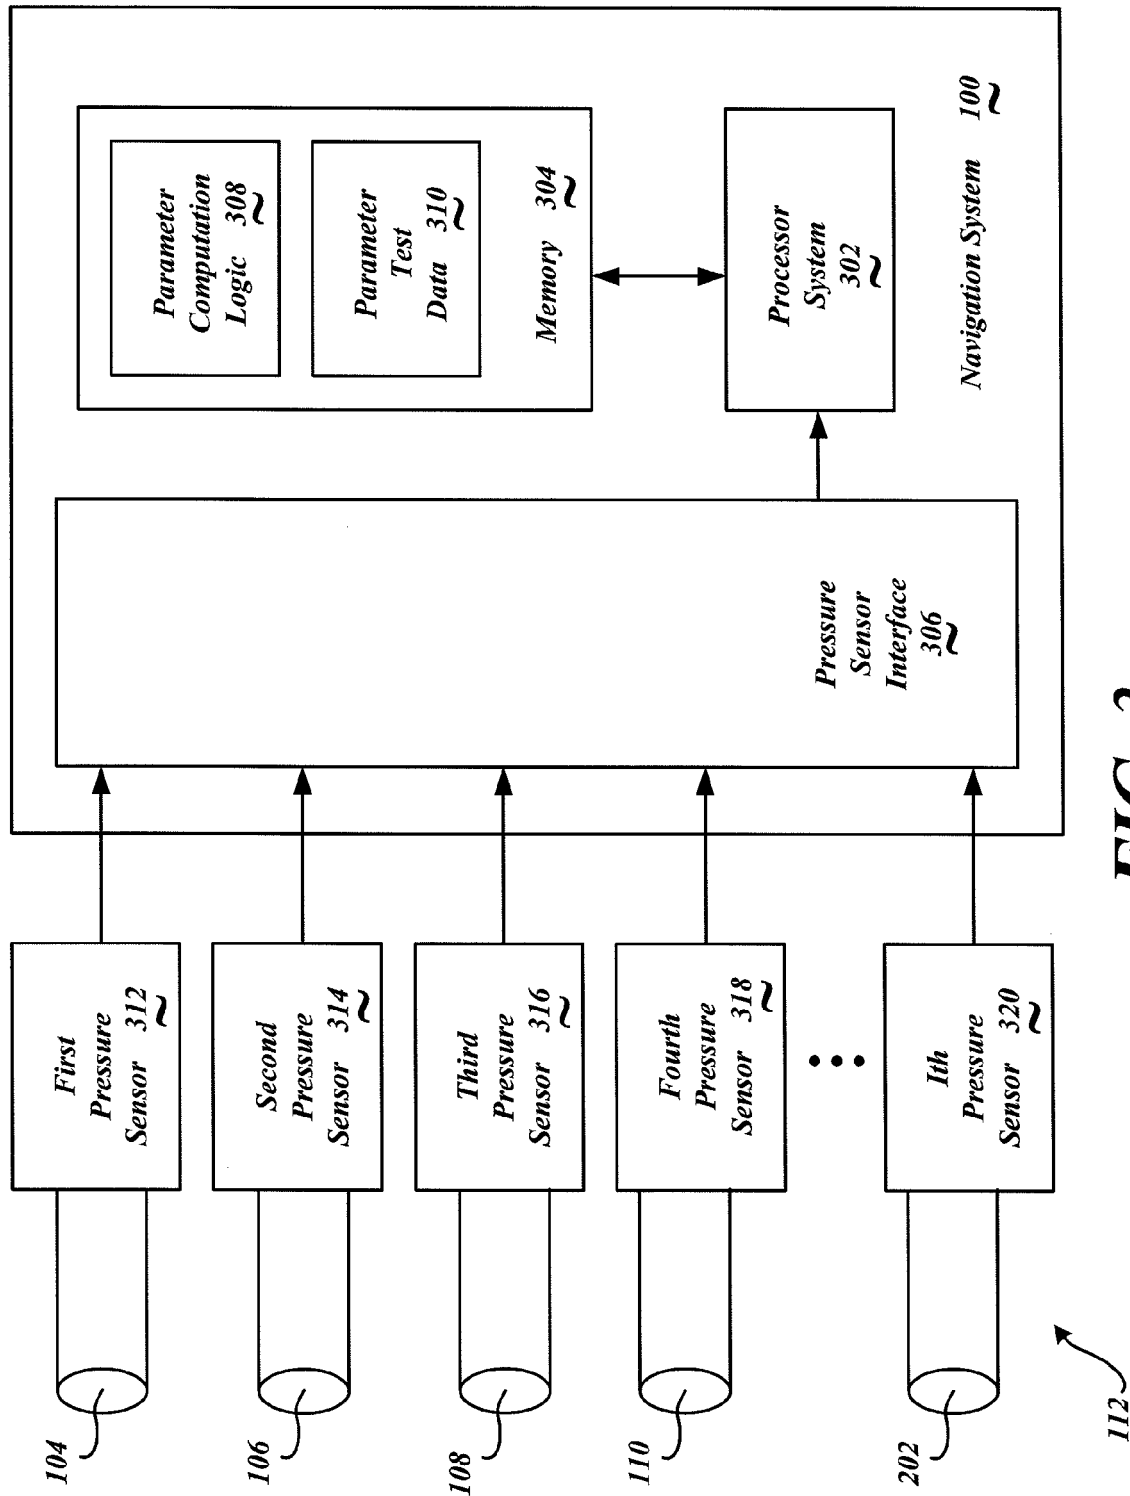 104
First
Pressure
Sensor 312
106
Second
Pressure
Sensor 314
108
Third
Pressure
Sensor 316
110
Fourth
Pressure
Sensor 318
202
Ith
Pressure
Sensor 320
112
Pressure
Sensor
Interface
306
Parameter
Computation
Logic 308
Parameter
Test
Data 310
Memory 304
Processor
System
302
Navigation System 100
FIG.